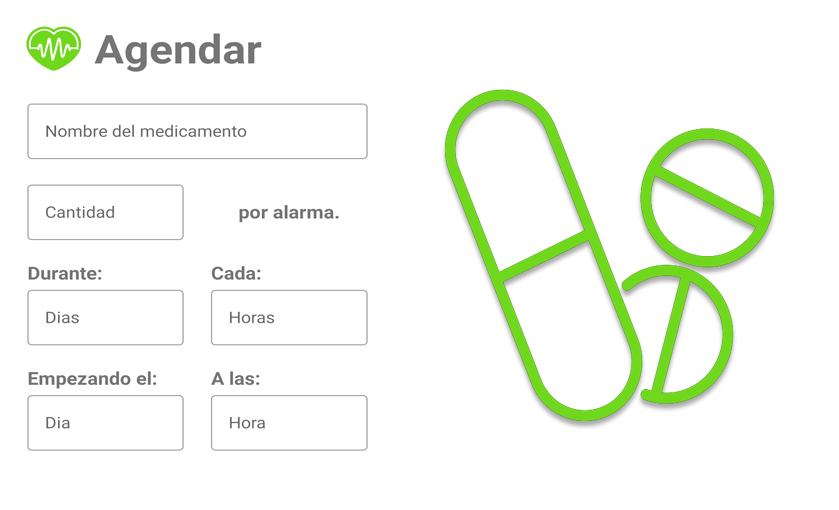 Agendar
Nombre del medicamento
Cantidad por alarma.
Durante: Cada:
Dias Horas
Empezando el: A las:
Dia Hora